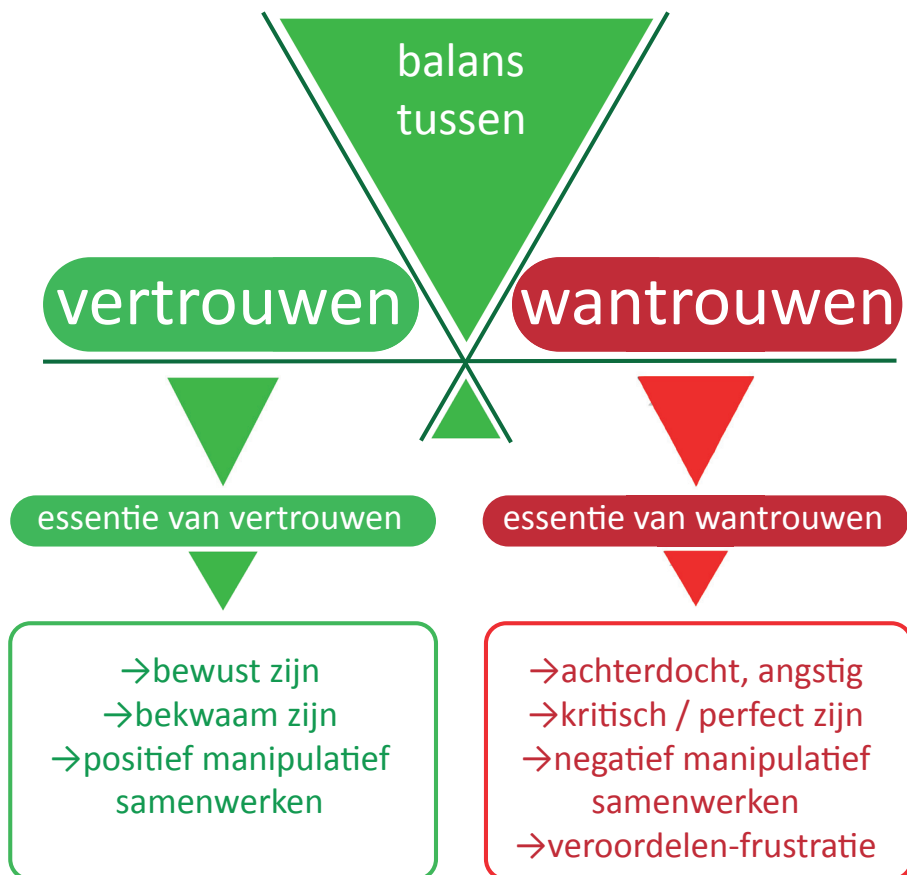 balans
tussen
vertrouwen
wantrouwen
essentie van vertrouwen
essentie van wantrouwen
→bewust zijn
→bekwaam zijn
→positief manipulatief
samenwerken
→achterdocht, angstig
→kritisch / perfect zijn
→negatief manipulatief
samenwerken
→veroordelen-frustratie